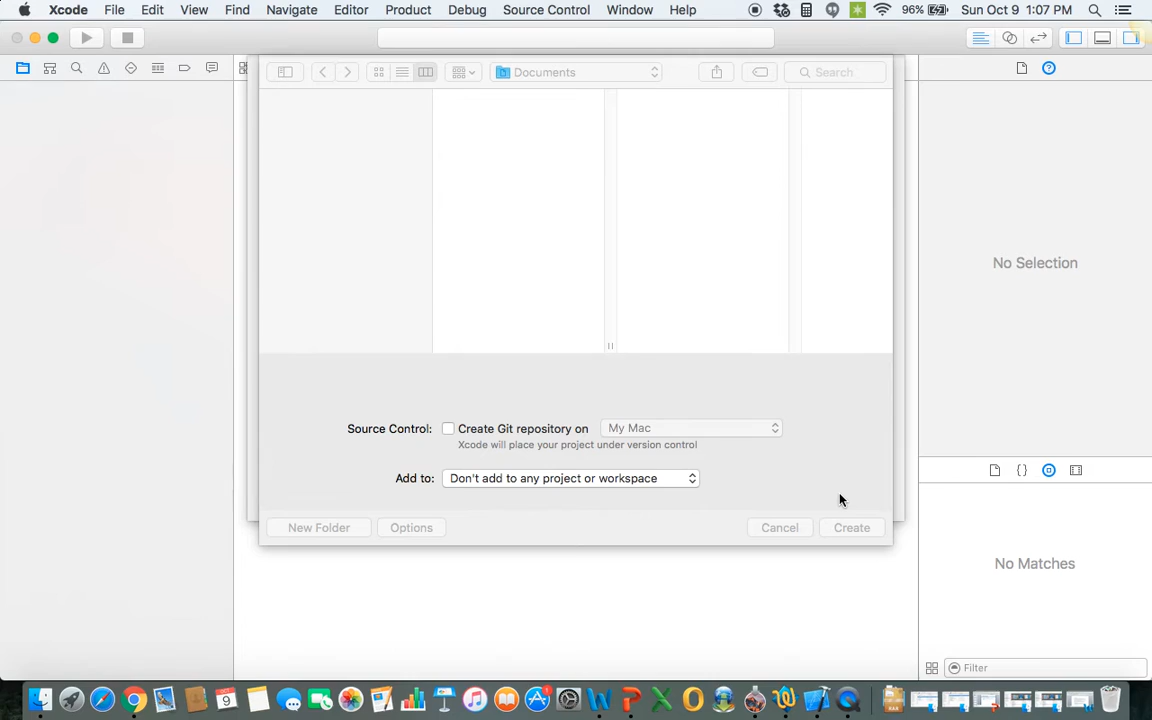 Xcode File Edit View Find Navigate Editor Product Debug Source Control Window Help 96% Sun Oct 9 1:07 PM
Documents Search
No Selection
Source Control: Create Git repository on My Mac
Xcode will place your project under version control
Add to: Don't add to any project or workspace
New Folder Options Cancel Create
No Matches
Filter